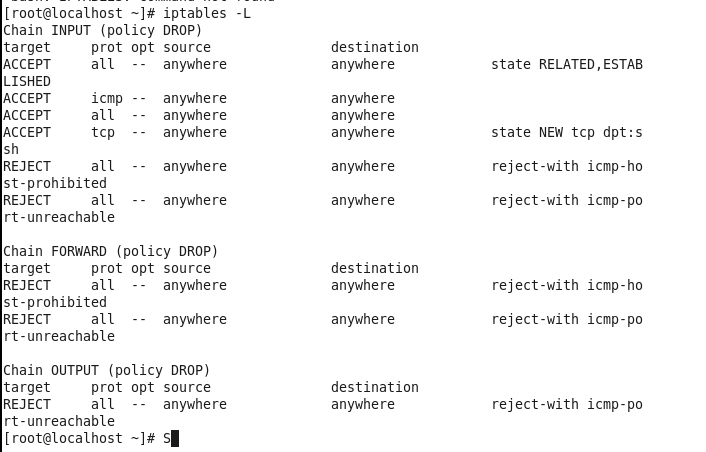 [root@localhost ~]# iptables -L
Chain INPUT (policy DROP)
target     prot opt source               destination
ACCEPT     all  --  anywhere             anywhere            state RELATED,ESTAB
LISHED
ACCEPT     icmp --  anywhere             anywhere
ACCEPT     all  --  anywhere             anywhere
ACCEPT     tcp  --  anywhere             anywhere            state NEW tcp dpt:s
sh
REJECT     all  --  anywhere             anywhere            reject-with icmp-ho
st-prohibited
REJECT     all  --  anywhere             anywhere            reject-with icmp-po
rt-unreachable

Chain FORWARD (policy DROP)
target     prot opt source               destination
REJECT     all  --  anywhere             anywhere            reject-with icmp-ho
st-prohibited
REJECT     all  --  anywhere             anywhere            reject-with icmp-po
rt-unreachable

Chain OUTPUT (policy DROP)
target     prot opt source               destination
REJECT     all  --  anywhere             anywhere            reject-with icmp-po
rt-unreachable
[root@localhost ~]# S